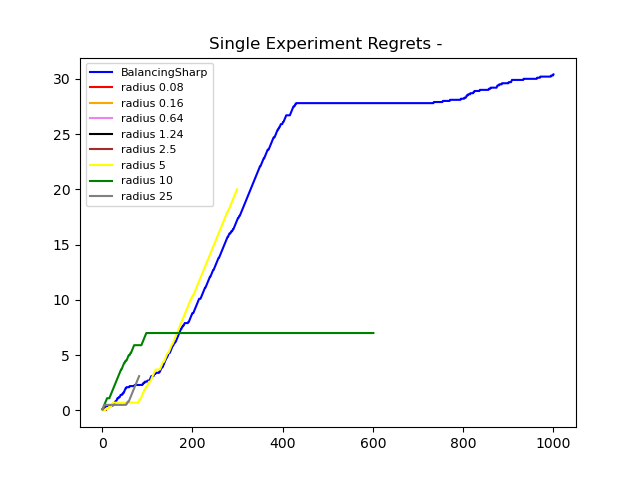 Single Experiment Regrets -
BalancingSharp
radius 0.08
radius 0.16
radius 0.64
radius 1.24
radius 2.5
radius 5
radius 10
radius 25
30
25
20
15
10
5
0
0 200 400 600 800 1000